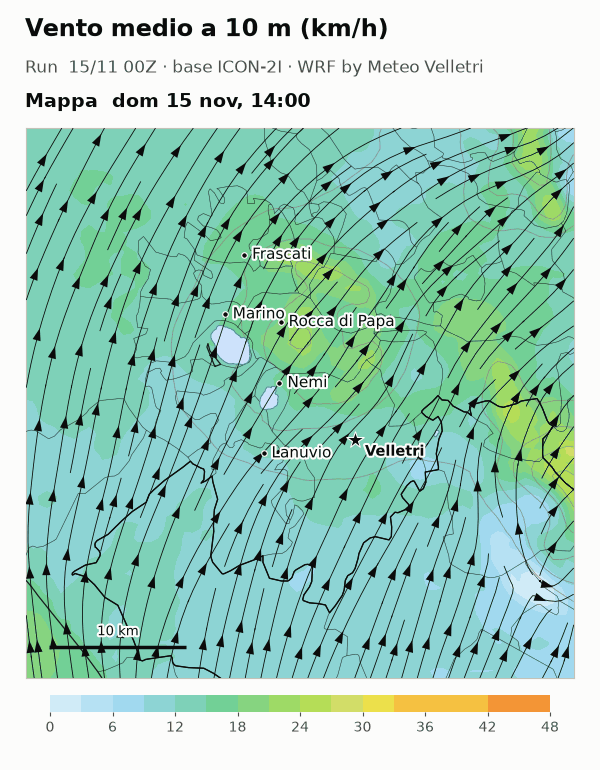 Vento medio a 10 m (km/h)
Run  15/11 00Z · base ICON-2I · WRF by Meteo Velletri
Mappa  dom 15 nov, 14:00
Frascati
Marino
Rocca di Papa
Nemi
Velletri
Lanuvio
10 km
0 6 12 18 24 30 36 42 48